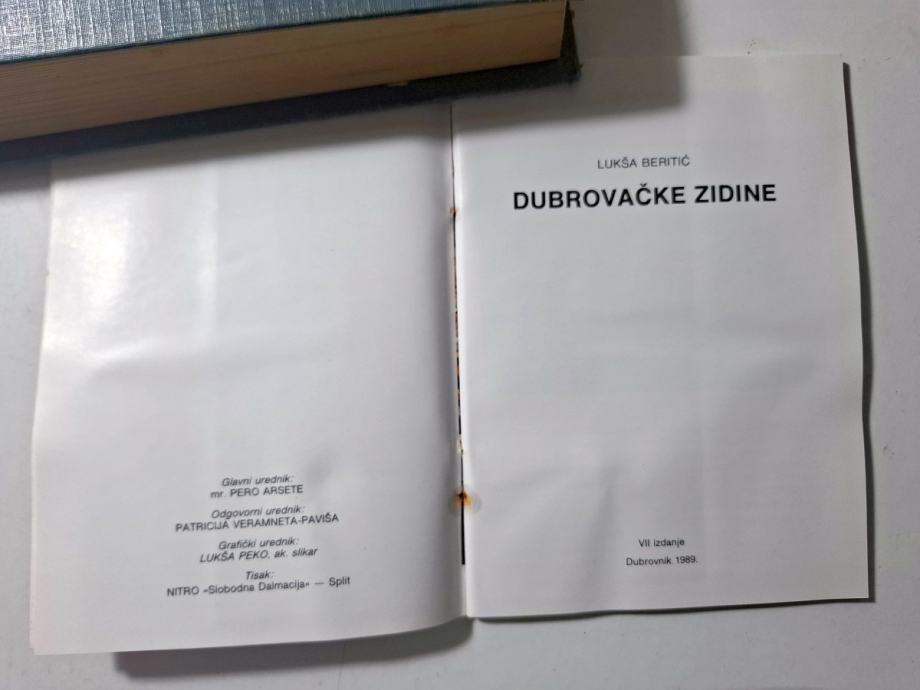 Glavni urednik:
mr. PERO ARSETE
Odgovorni urednik:
PATRICIJA VERAMNETA-PAVIŠA
Grafički urednik:
LUKŠA PEKO, ak. slikar
Tisak:
NITRO »Slobodna Dalmacija« — Split
LUKŠA BERITIĆ
DUBROVAČKE ZIDINE
VII izdanje
Dubrovnik 1989.